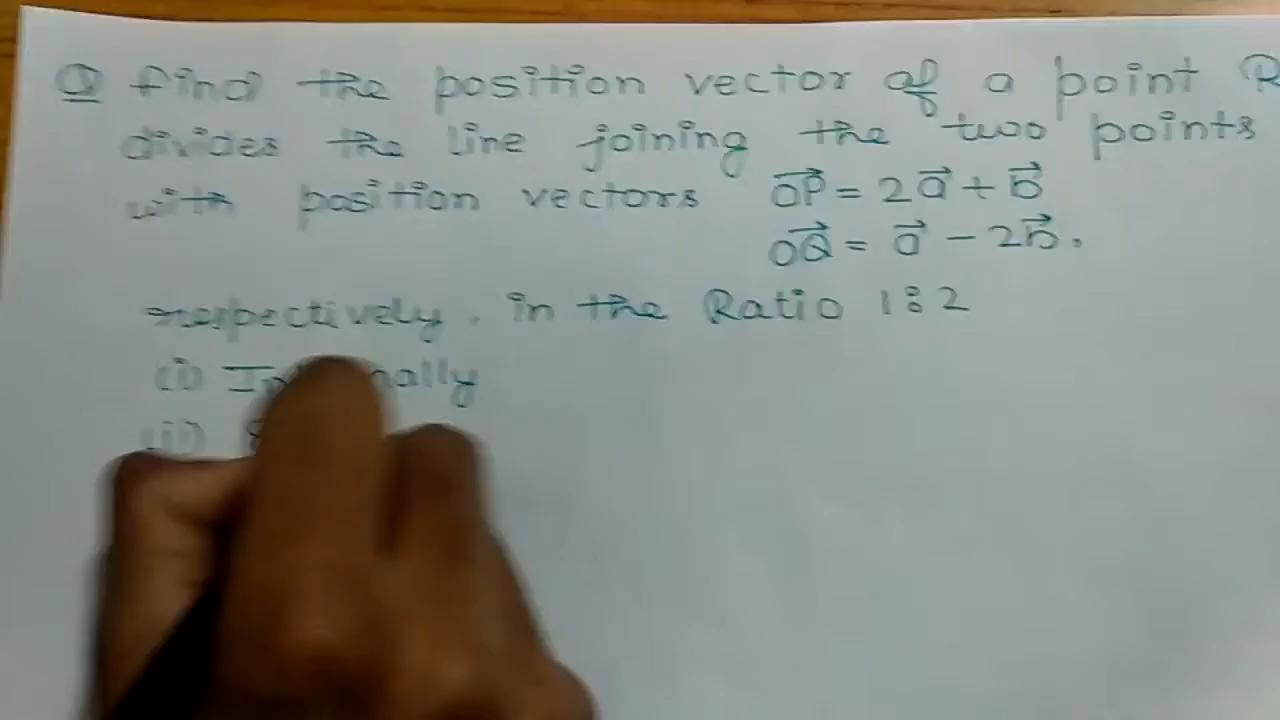 Q find the position vector of a point R
divides the line joining the two points
with position vectors OP⃗ = 2a⃗ + b⃗
OQ⃗ = a⃗ - 2b⃗.
respectively. in the Ratio 1:2
(i)
(ii)